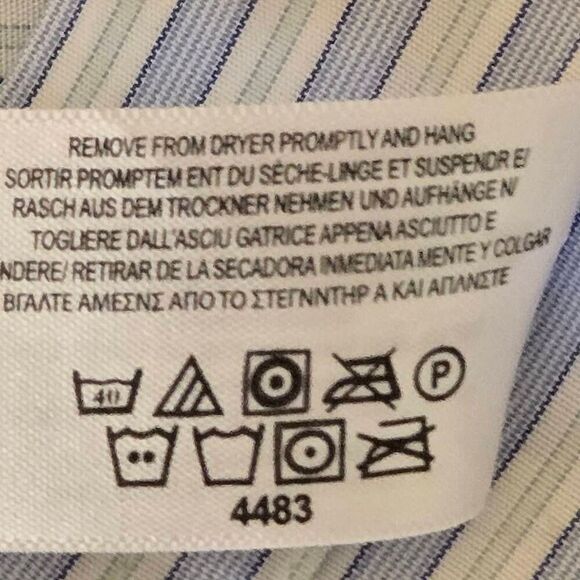 REMOVE FROM DRYER PROMPTLY AND HANG
SORTIR PROMPTEM ENT DU SÈCHE-LINGE ET SUSPENDR E/
RASCH AUS DEM TROCKNER NEHMEN UND AUFHÄNGE N/
TOGLIERE DALL'ASCIU GATRICE APPENA ASCIUTTO E
NDERE/ RETIRAR DE LA SECADORA INMEDIATA MENTE Y COLGAR
ΒΓΑΛΤΕ ΑΜΕΣΝΣ ΑΠΟ ΤΟ ΣΤΕΓΝΝΤΗΡ Α ΚΑΙ ΑΠΛΝΣΤΕ
40 P
4483